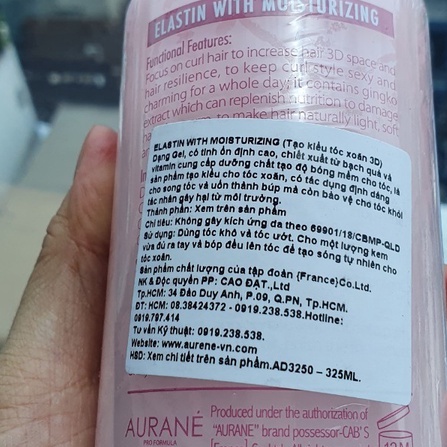 ELASTIN WITH MOISTURIZING
Functional Features:
Focus on curl hair to increase hair 3D space and
hair resilience, to keep curl style sexy and
charming for a whole day; it contains gingko
extract which can replenish nutrition to damage
to make hair naturally light, soft
ELASTIN WITH MOISTURIZING (Tạo kiểu tóc xoăn 3D)
Dạng Gel, có tính ổn định cao, chiết xuất từ bạch quả và
vitamin cung cấp dưỡng chất tạo độ bóng mềm cho tóc, là
sản phẩm tạo kiểu cho tóc xoăn, có tác dụng định dạng
cho song tóc và uốn thành búp mà còn bảo vệ cho tóc khỏi
tác nhân gây hại từ môi trường.
Thành phần: Xem trên sản phẩm
Chỉ tiêu: Không gây kích ứng da theo 69901/18/CBMP-QLD
Sử dụng: Dùng tóc khô và tóc ướt. Cho một lượng kem
vừa đủ ra tay và bóp đều lên tóc để tạo sóng tự nhiên cho
tóc xoăn.
Sản phẩm chất lượng của tập đoàn (France)Co.Ltd.
NK & Độc quyền PP: CAO ĐẠT.,Ltd
Tp.HCM: 34 Đào Duy Anh, P.09, Q.PN, Tp.HCM.
ĐT: HCM: 08.38424372 - 0919.238.538.Hotline:
0919.797.414
Tư vấn Kỹ thuật: 0919.238.538.
Website: www.aurene-vn.com
HSD: Xem chi tiết trên sản phẩm.AD3250 – 325ML.
AURANÉ
PRO FORMULA
Produced under the authorization of
"AURANE" brand possessor-CAB' S
12M